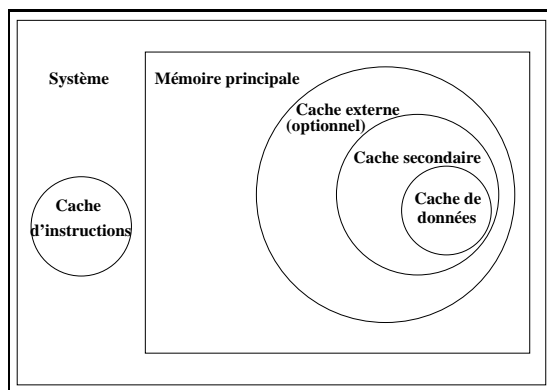 Système
Mémoire principale
Cache externe
(optionnel)
Cache secondaire
Cache de
données
Cache
d'instructions